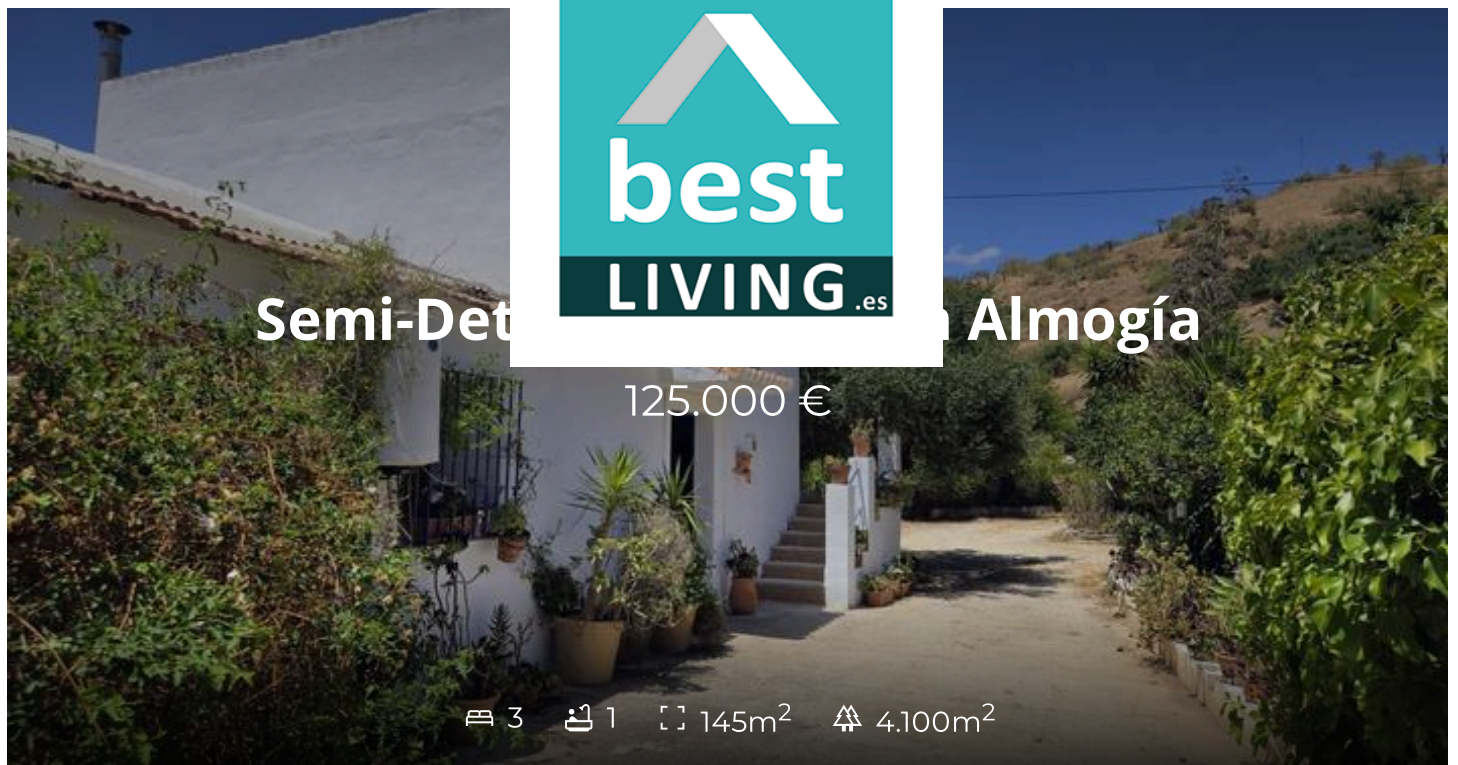 best
LIVING.es
Semi-Det Almogía
125.000 €
3 1 145m² 4.100m²